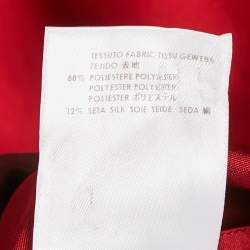 TESSUTO FABRIC TISSU GEWEBE
TEJIDO 表地
88% POLIESTERE POLYESTER
POLYESTER POLYESTER
POLIESTER ポリエステル
12% SETA SILK SOIE SEIDE SEDA 絹